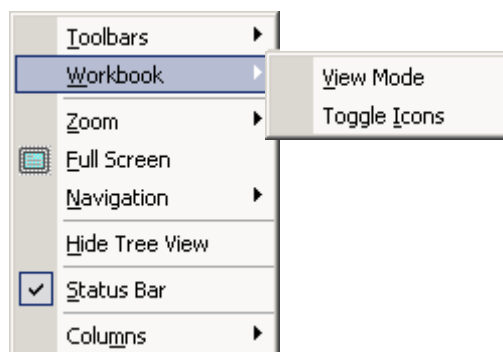 Toolbars
Workbook
View Mode
Toggle Icons
Zoom
Full Screen
Navigation
Hide Tree View
Status Bar
Columns